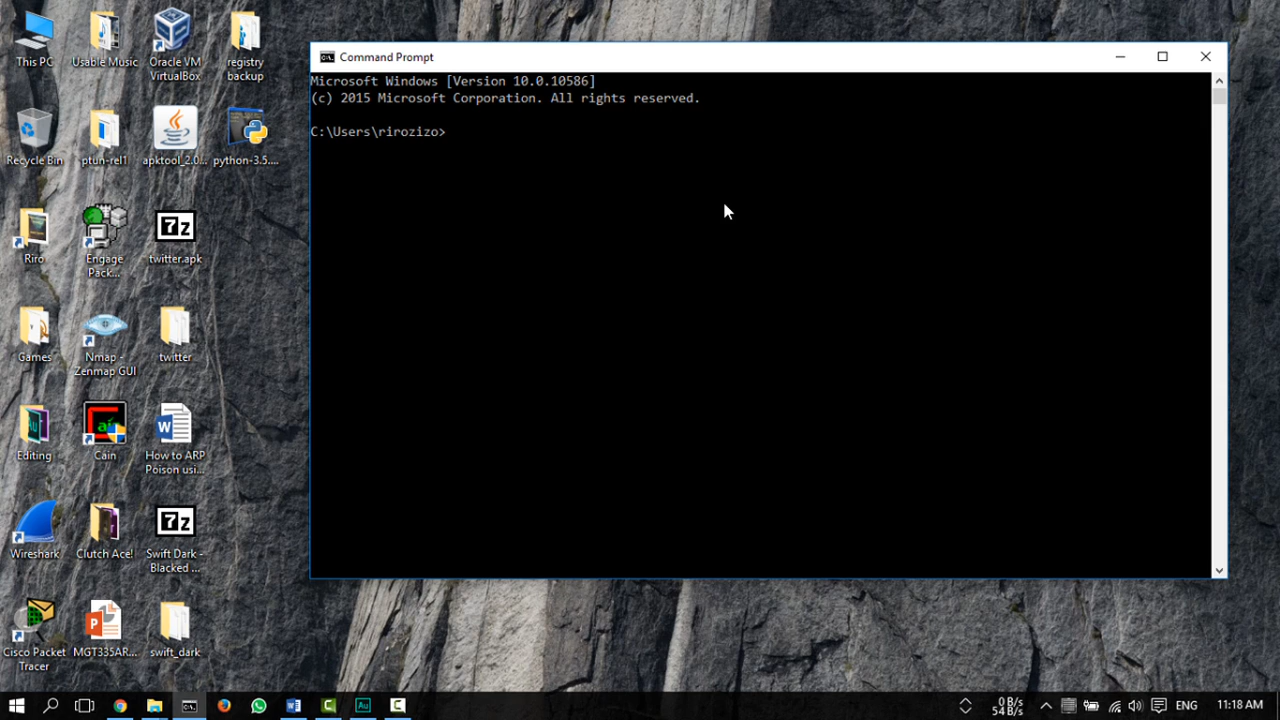 This PC
Usable Music
Oracle VM
VirtualBox
registry
backup
Recycle Bin
ptun-rel1
apktool_2.0...
python-3.5....
Riro
Engage
Pack...
twitter.apk
Games
Nmap -
Zenmap GUI
twitter
Editing
Cain
How to ARP
Poison usi...
Wireshark
Clutch Ace!
Swift Dark -
Blacked ...
Cisco Packet
Tracer
MGT335AR...
swift_dark
Command Prompt
Microsoft Windows [Version 10.0.10586]
(c) 2015 Microsoft Corporation. All rights reserved.
C:\Users\rirozizo>
0 B/s
54 B/s
ENG
11:18 AM